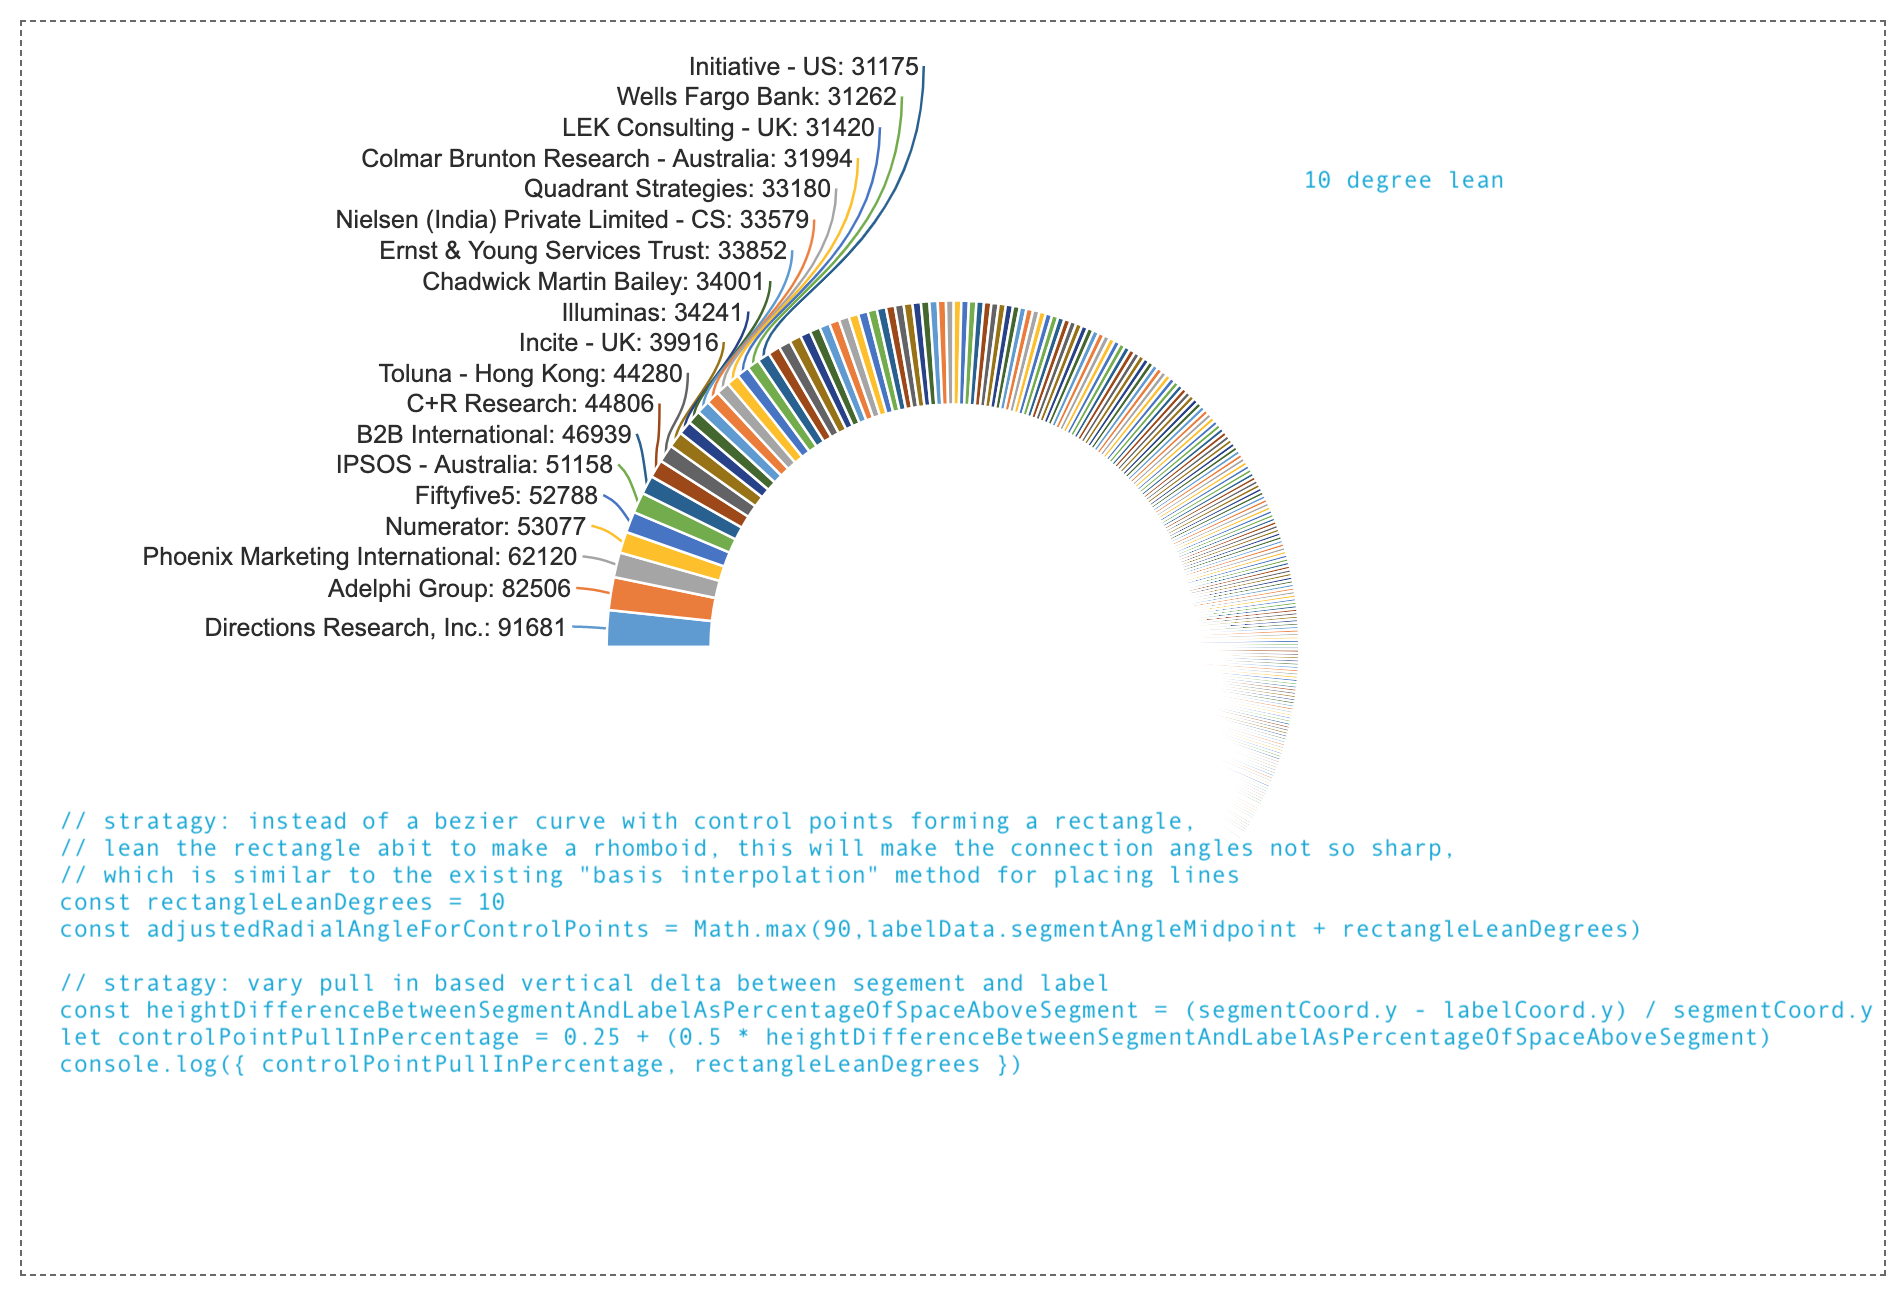 Initiative - US: 31175
Wells Fargo Bank: 31262
LEK Consulting - UK: 31420
Colmar Brunton Research - Australia: 31994
10 degree lean
Quadrant Strategies: 33180
Nielsen (India) Private Limited - CS: 33579
Ernst & Young Services Trust: 33852
Chadwick Martin Bailey: 34001
Illuminas: 34241
Incite - UK: 39916
Toluna - Hong Kong: 44280
C+R Research: 44806
B2B International: 46939
IPSOS - Australia: 51158
Fiftyfive5: 52788
Numerator: 53077
Phoenix Marketing International: 62120
Adelphi Group: 82506
Directions Research, Inc.: 91681
// stratagy: instead of a bezier curve with control points forming a rectangle,
// lean the rectangle abit to make a rhomboid, this will make the connection angles not so sharp,
// which is similar to the existing "basis interpolation" method for placing lines
const rectangleLeanDegrees = 10
const adjustedRadialAngleForControlPoints = Math.max(90,labelData.segmentAngleMidpoint + rectangleLeanDegrees)
// stratagy: vary pull in based vertical delta between segement and label
const heightDifferenceBetweenSegmentAndLabelAsPercentageOfSpaceAboveSegment = (segmentCoord.y - labelCoord.y) / segmentCoord.y
let controlPointPullInPercentage = 0.25 + (0.5 * heightDifferenceBetweenSegmentAndLabelAsPercentageOfSpaceAboveSegment)
console.log({ controlPointPullInPercentage, rectangleLeanDegrees })